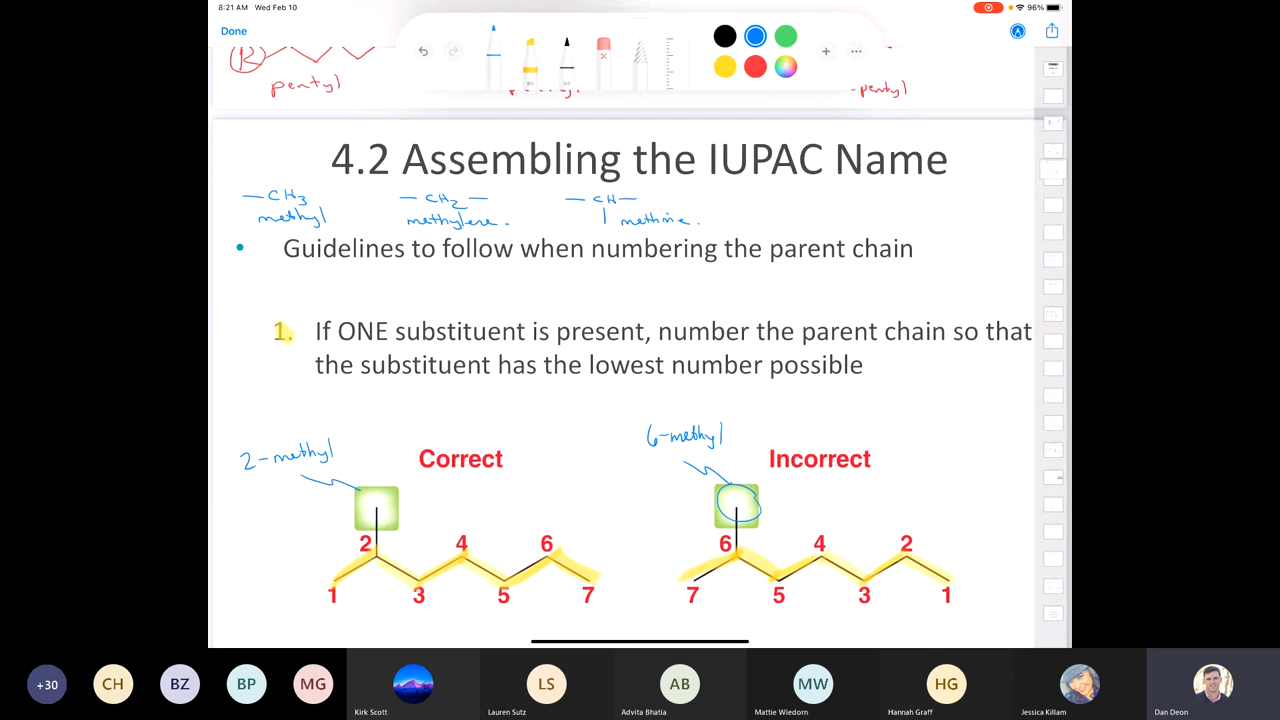 8:21 AM Wed Feb 10
96%
Done
R
pentyl
-pentyl
4.2 Assembling the IUPAC Name
—CH3 —CH2— —CH—
methyl methylene. methine.
• Guidelines to follow when numbering the parent chain
1. If ONE substituent is present, number the parent chain so that
the substituent has the lowest number possible
2-methyl Correct 6-methyl Incorrect
2 4 6 6 4 2
1 3 5 7 7 5 3 1
+30 CH BZ BP MG LS AB MW HG
Kirk Scott Lauren Sutz Advita Bhatia Mattie Wiedorn Hannah Graff Jessica Killam Dan Deon